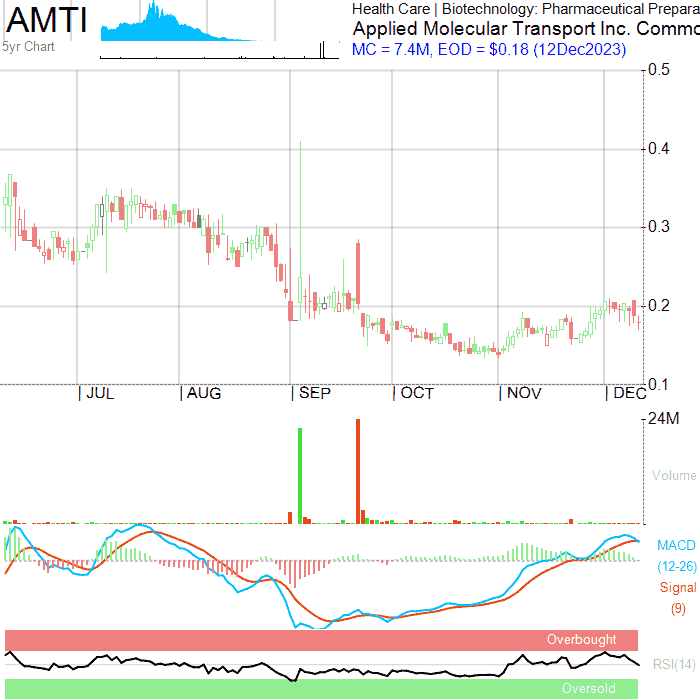 AMTI
5yr Chart
Health Care | Biotechnology: Pharmaceutical Prepara
Applied Molecular Transport Inc. Commo
MC = 7.4M, EOD = $0.18 (12Dec2023)
0.5
0.4
0.3
0.2
0.1
JUL AUG SEP OCT NOV DEC
24M
Volume
MACD
(12-26)
Signal
(9)
Overbought
RSI(14)
Oversold